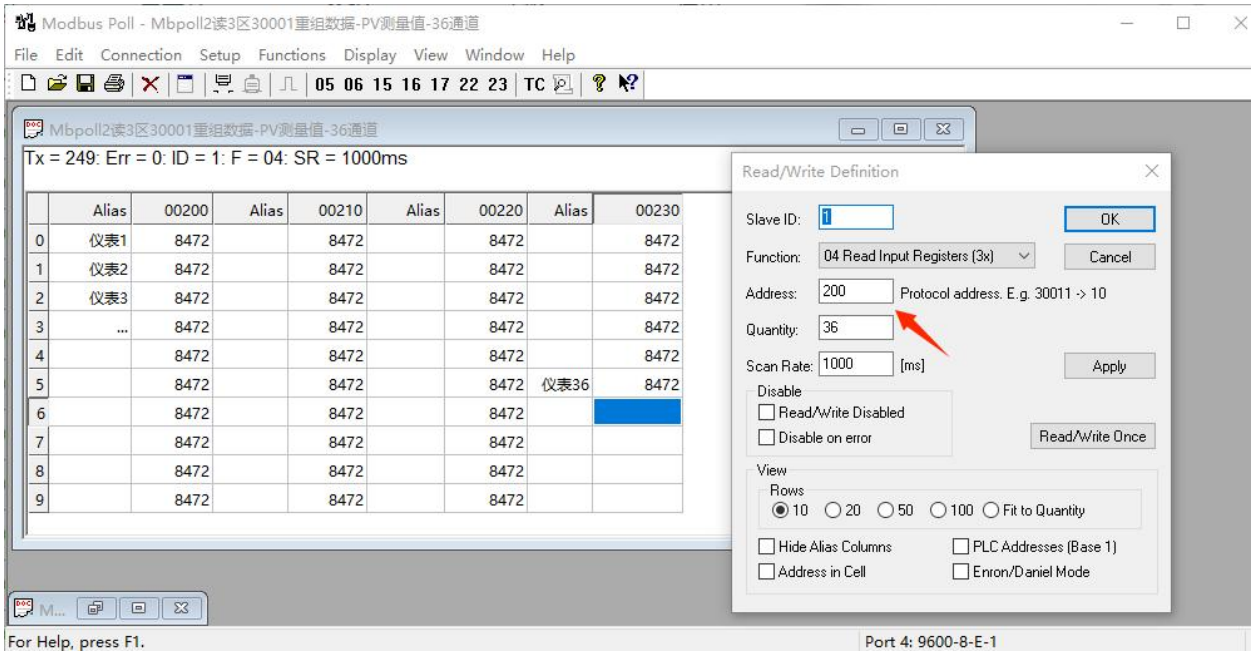 Modbus Poll - Mbpoll2读3区30001重组数据-PV测量值-36通道
File Edit Connection Setup Functions Display View Window Help
05 06 15 16 17 22 23 TC
Mbpoll2读3区30001重组数据-PV测量值-36通道
Tx = 249: Err = 0: ID = 1: F = 04: SR = 1000ms
Alias 00200 Alias 00210 Alias 00220 Alias 00230
0 仪表1 8472 8472 8472 8472
1 仪表2 8472 8472 8472 8472
2 仪表3 8472 8472 8472 8472
3 ... 8472 8472 8472 8472
4 8472 8472 8472 8472
5 8472 8472 8472 仪表36 8472
6 8472 8472 8472
7 8472 8472 8472
8 8472 8472 8472
9 8472 8472 8472
Read/Write Definition
Slave ID: 1 OK
Function: 04 Read Input Registers (3x) Cancel
Address: 200 Protocol address. E.g. 30011 -> 10
Quantity: 36
Scan Rate: 1000 [ms] Apply
Disable
Read/Write Disabled
Disable on error
Read/Write Once
View
Rows
10 20 50 100 Fit to Quantity
Hide Alias Columns PLC Addresses (Base 1)
Address in Cell Enron/Daniel Mode
M...
For Help, press F1. Port 4: 9600-8-E-1